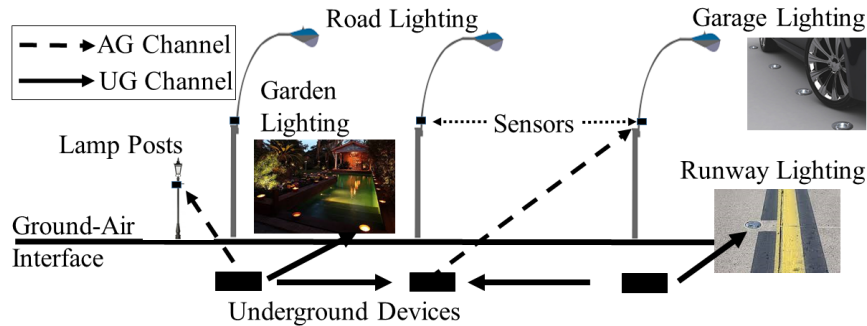 Road Lighting
Garage Lighting
AG Channel
UG Channel
Garden
Lighting
Sensors
Lamp Posts
Runway Lighting
Ground-Air
Interface
Underground Devices